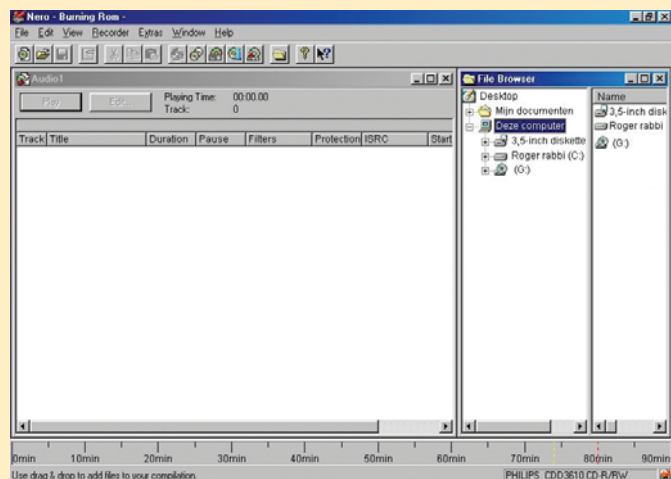 Nero - Burning Rom -
File Edit View Recorder Extras Window Help
Audio1
Play Edit... Playing Time: 00:00.00
Track: 0
Track Title Duration Pause Filters Protection ISRC Start
File Browser
Desktop
Mijn documenten
Deze computer
3,5-inch diskette
Roger rabbi (C:)
(G:)
Name
3,5-inch disk
Roger rabbi
(G:)
0min 10min 20min 30min 40min 50min 60min 70min 80min 90min
Use drag & drop to add files to your compilation. PHILIPS CDD3610 CD-R/RW